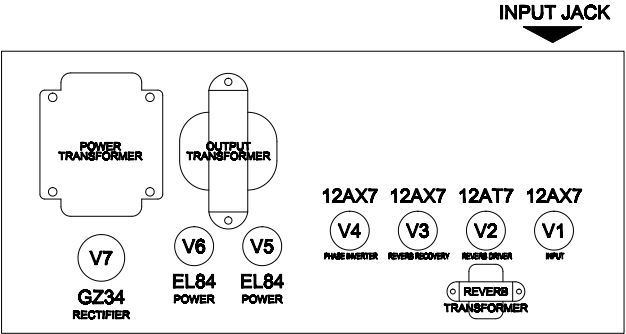 INPUT JACK
POWER
TRANSFORMER
OUTPUT
TRANSFORMER
12AX7 12AX7 12AT7 12AX7
V4 V3 V2 V1
PHASE INVERTER REVERB RECOVERY REVERB DRIVER INPUT
V7 V6 V5
EL84 EL84
POWER POWER
GZ34
RECTIFIER
REVERB
TRANSFORMER